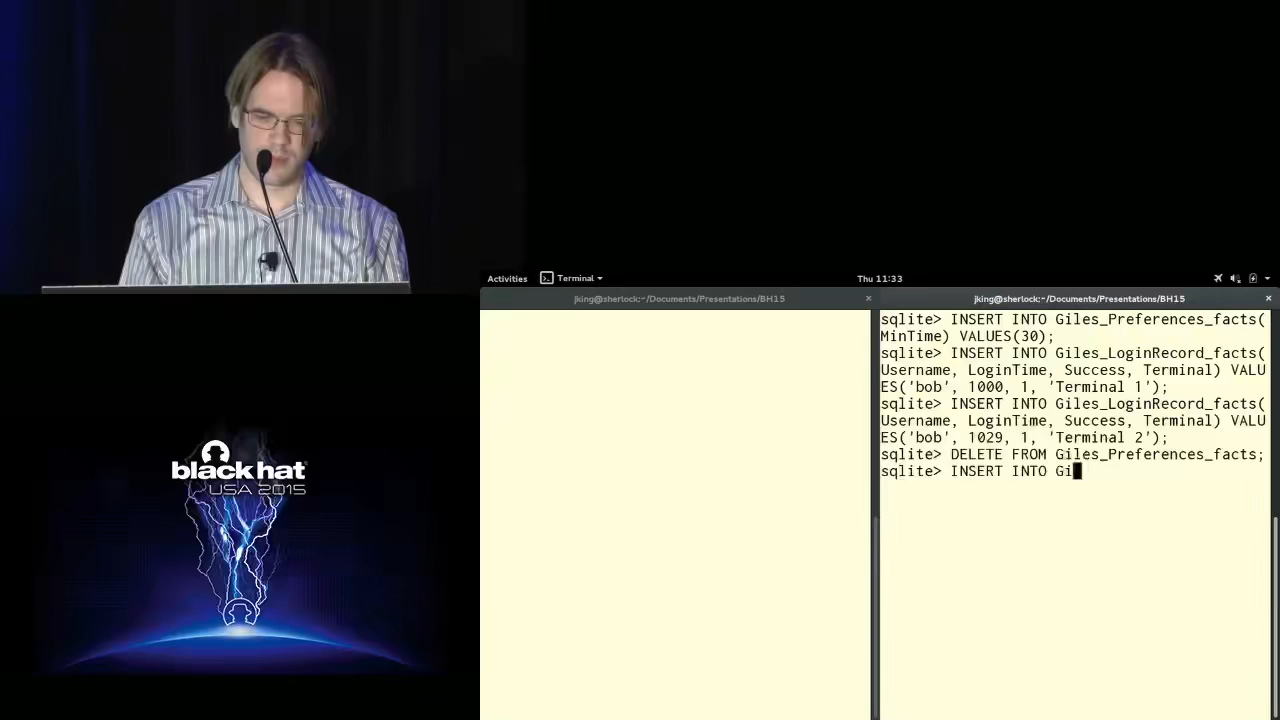 Activities
Terminal
Thu 11:33
jking@sherlock:~/Documents/Presentations/BH15
×
jking@sherlock:~/Documents/Presentations/BH15
×
sqlite> INSERT INTO Giles_Preferences_facts(
MinTime) VALUES(30);
sqlite> INSERT INTO Giles_LoginRecord_facts(
Username, LoginTime, Success, Terminal) VALU
ES('bob', 1000, 1, 'Terminal 1');
sqlite> INSERT INTO Giles_LoginRecord_facts(
Username, LoginTime, Success, Terminal) VALU
ES('bob', 1029, 1, 'Terminal 2');
sqlite> DELETE FROM Giles_Preferences_facts;
sqlite> INSERT INTO Gi
black hat
USA 2015